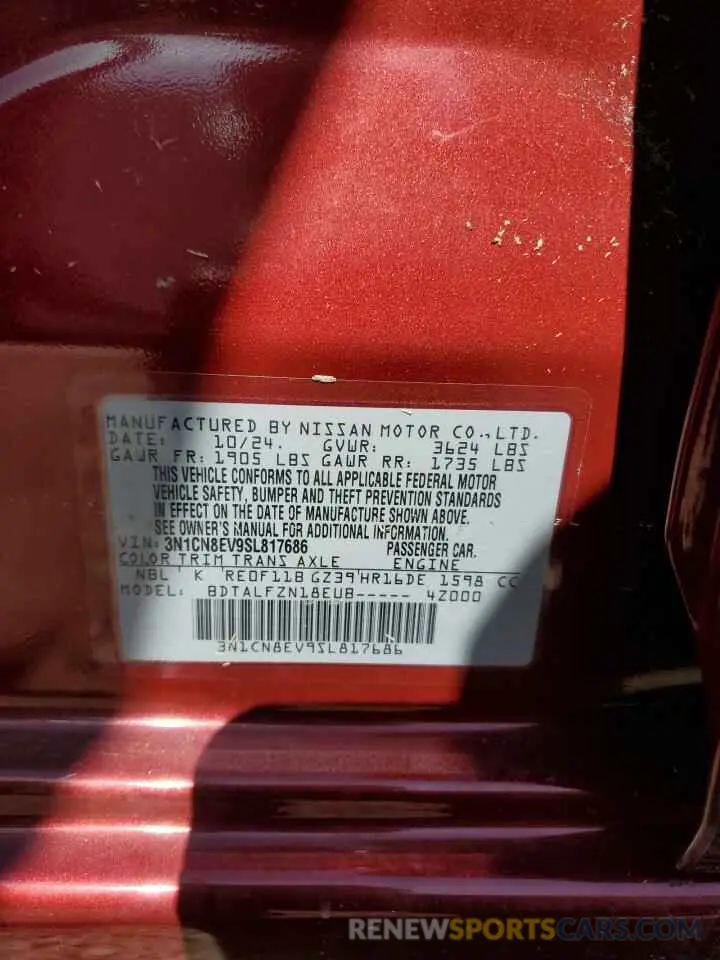 MANUFACTURED BY NISSAN MOTOR CO.,LTD.
DATE: 10/24. GVWR: 3624 LBS
GAWR FR: 1905 LBS GAWR RR: 1735 LBS
THIS VEHICLE CONFORMS TO ALL APPLICABLE FEDERAL MOTOR
VEHICLE SAFETY, BUMPER AND THEFT PREVENTION STANDARDS
IN EFFECT ON THE DATE OF MANUFACTURE SHOWN ABOVE.
SEE OWNER'S MANUAL FOR ADDITIONAL INFORMATION.
VIN: 3N1CN8EV9SL817686 PASSENGER CAR.
COLOR TRIM TRANS AXLE ENGINE
NBL K RE0F11B GZ39 HR16DE 1598 CC
MODEL: BDTALFZN18EUB----- 4Z000
3N1CN8EV9SL817686
RENEWSPORTSCARS.COM